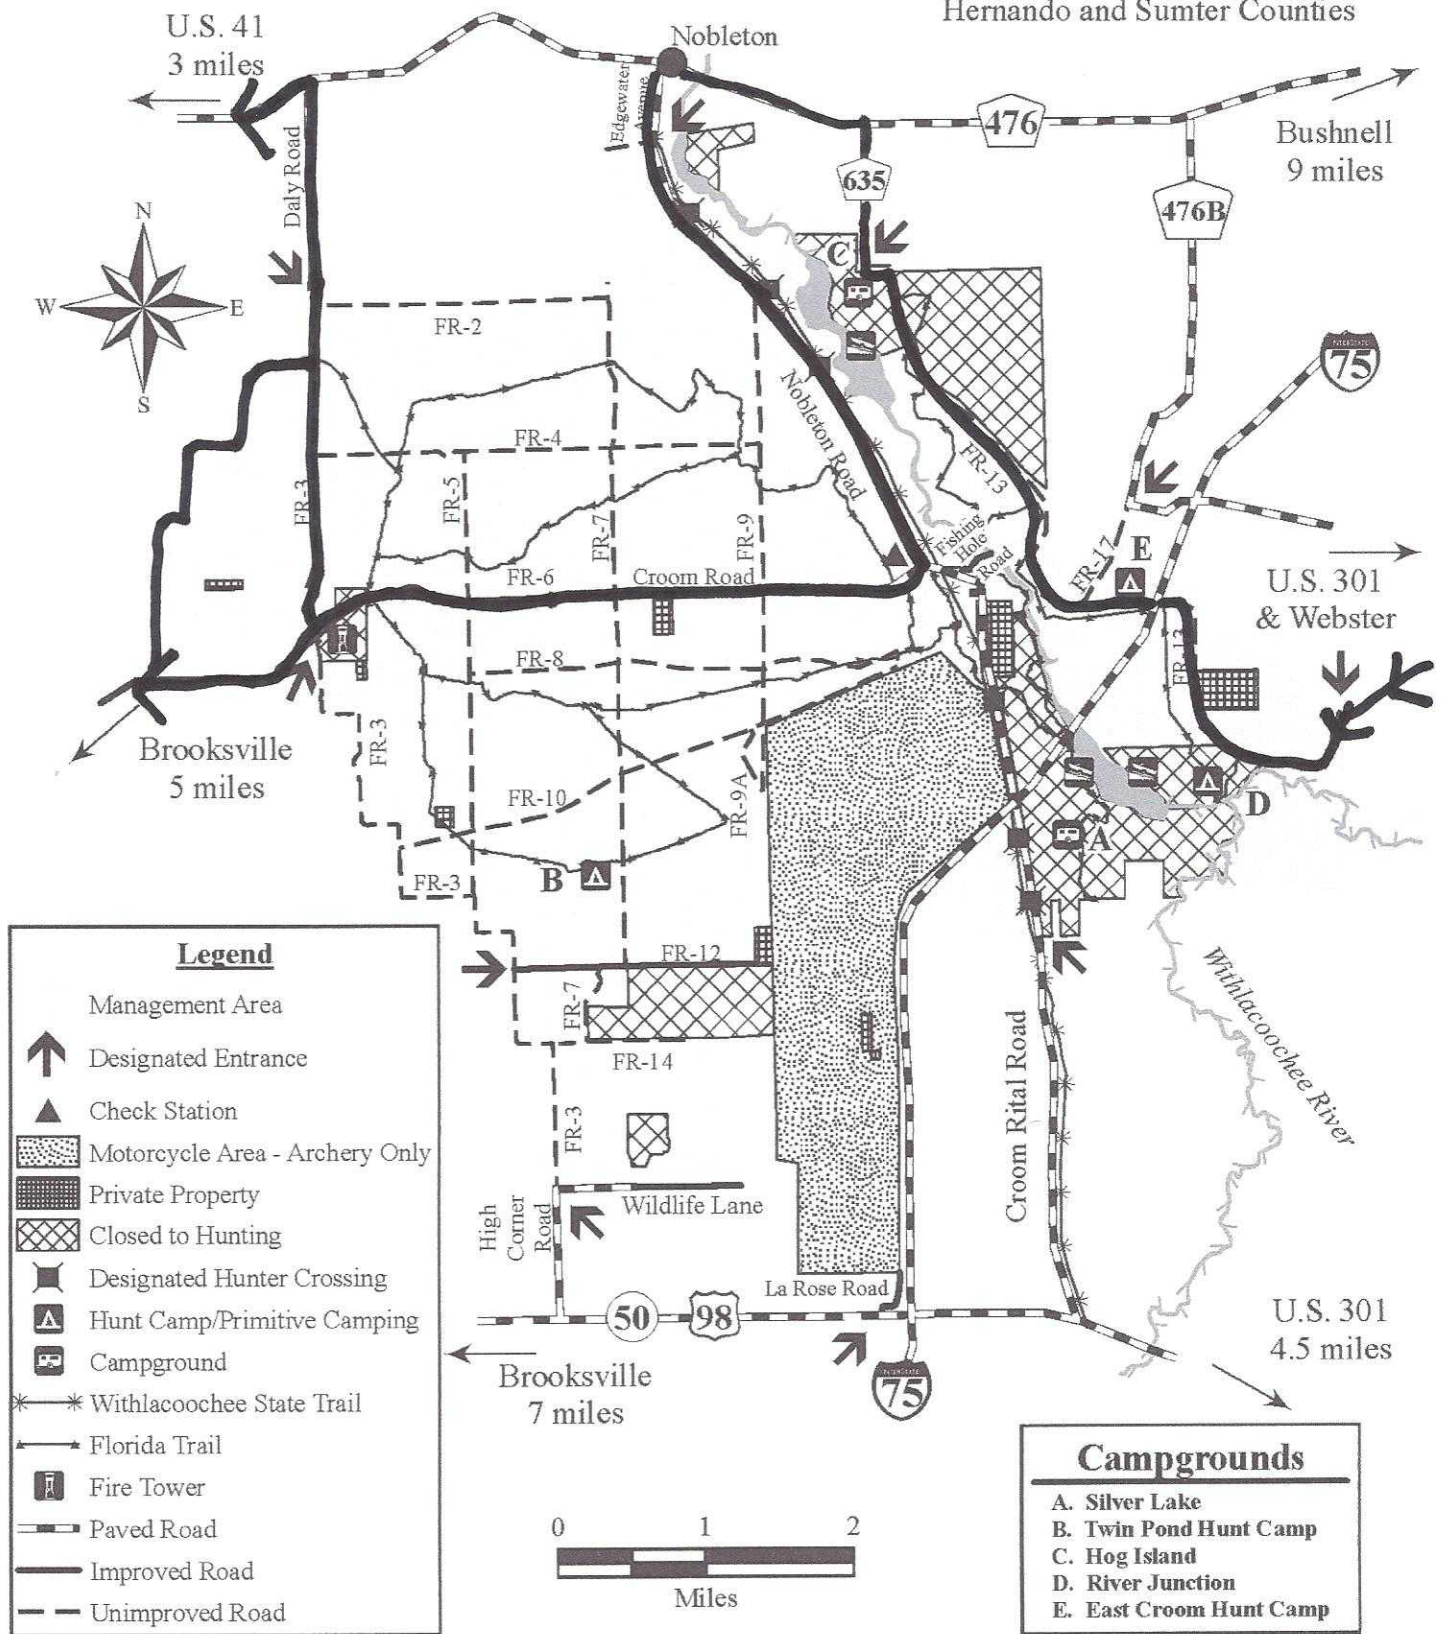 Hernando and Sumter Counties
U.S. 41
3 miles
Nobleton
Edgewater
Avenue
476
Bushnell
9 miles
635
476B
Daly Road
N
W
E
S
C
FR-2
INTERSTATE
75
Nobleton Road
FR-4
FR-3
FR-5
FR-7
FR-9
FR-13
FR-17
E
Fishing
Hole
Road
FR-6
Croom Road
U.S. 301
& Webster
FR-13
FR-8
Brooksville
5 miles
FR-3
FR-10
FR-9A
D
A
B
FR-3
FR-12
FR-7
FR-14
Withlacoochee River
Croom Rital Road
FR-3
Wildlife Lane
High
Corner
Road
La Rose Road
50
98
Brooksville
7 miles
75
U.S. 301
4.5 miles
Legend
Management Area
Designated Entrance
Check Station
Motorcycle Area - Archery Only
Private Property
Closed to Hunting
Designated Hunter Crossing
Hunt Camp/Primitive Camping
Campground
Withlacoochee State Trail
Florida Trail
Fire Tower
Paved Road
Improved Road
Unimproved Road
0 1 2
Miles
Campgrounds
A. Silver Lake
B. Twin Pond Hunt Camp
C. Hog Island
D. River Junction
E. East Croom Hunt Camp